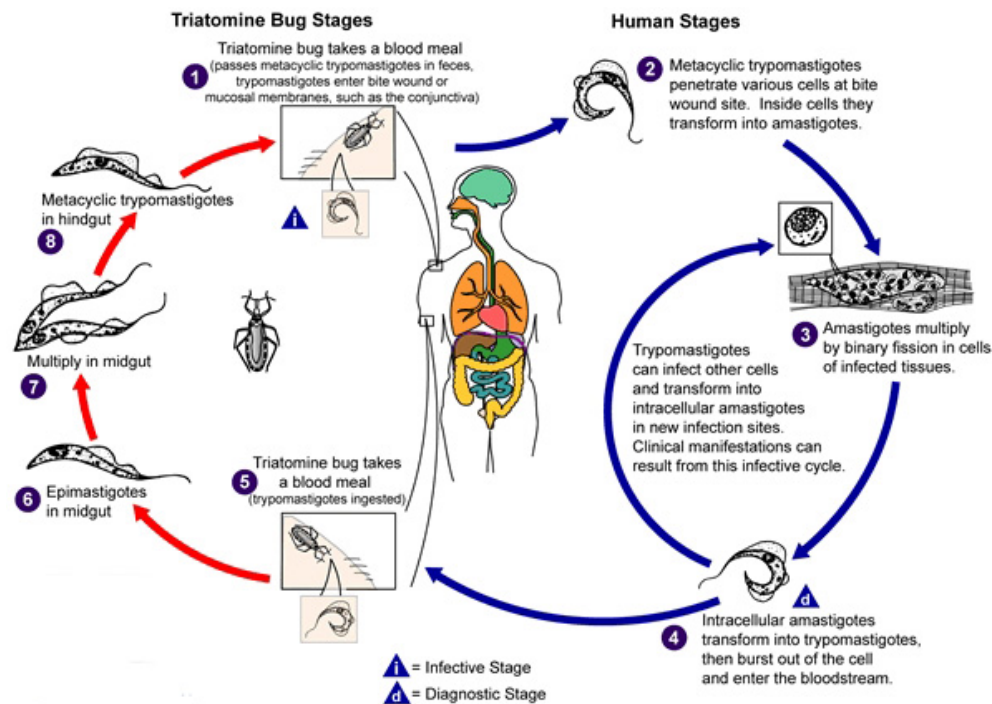 Triatomine Bug Stages
Human Stages
1
Triatomine bug takes a blood meal
(passes metacyclic trypomastigotes in feces,
trypomastigotes enter bite wound or
mucosal membranes, such as the conjunctiva)
i
2
Metacyclic trypomastigotes
penetrate various cells at bite
wound site. Inside cells they
transform into amastigotes.
3
Amastigotes multiply
by binary fission in cells
of infected tissues.
Trypomastigotes
can infect other cells
and transform into
intracellular amastigotes
in new infection sites.
Clinical manifestations can
result from this infective cycle.
d
4
Intracellular amastigotes
transform into trypomastigotes,
then burst out of the cell
and enter the bloodstream.
5
Triatomine bug takes
a blood meal
(trypomastigotes ingested)
6
Epimastigotes
in midgut
Multiply in midgut
7
Metacyclic trypomastigotes
in hindgut
8
i = Infective Stage
d = Diagnostic Stage